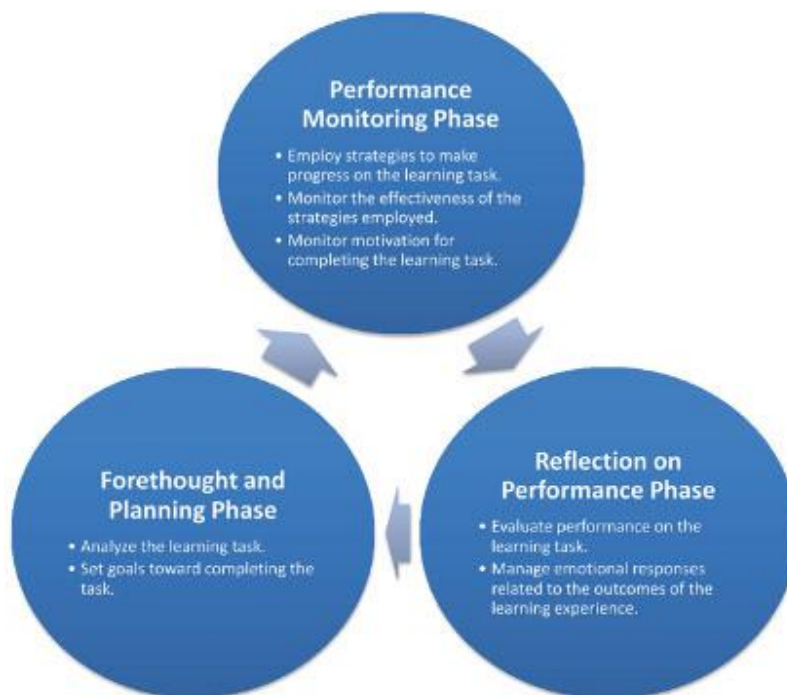 Performance
Monitoring Phase
• Employ strategies to make
progress on the learning task.
• Monitor the effectiveness of the
strategies employed.
• Monitor motivation for
completing the learning task.
Forethought and
Planning Phase
• Analyze the learning task.
• Set goals toward completing the
task.
Reflection on
Performance Phase
• Evaluate performance on the
learning task.
• Manage emotional responses
related to the outcomes of the
learning experience.